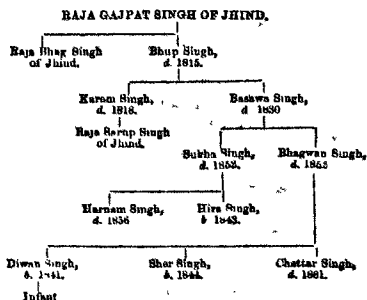 RAJA GAJPAT SINGH OF JHIND.
Raja Bhag Singh
of Jhind.
Bhup Singh,
d. 1815.
Karam Singh,
d. 1818.
Basawa Singh,
d. 1830
Raja Sarup Singh
of Jhind.
Sukha Singh,
d. 1852.
Bhagwan Singh,
d. 1852
Harnam Singh,
d. 1856
Hira Singh,
b 1843.
Diwan Singh,
b. 1841.
Sher Singh,
b 1844.
Chattar Singh,
d. 1861.
Infant